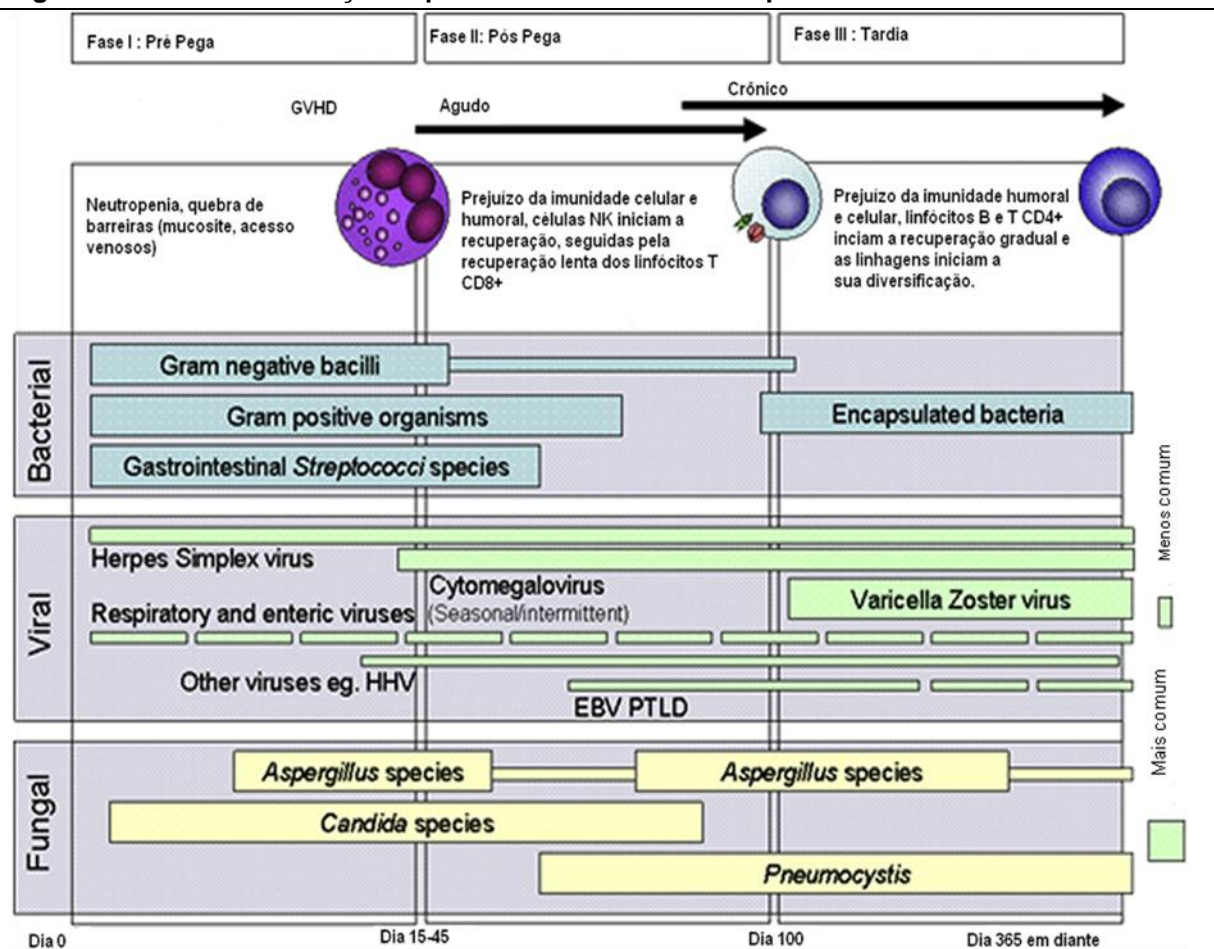 Fase I : Pré Pega
Fase II: Pós Pega
Fase III : Tardia
GVHD
Agudo
Crônico
Neutropenia, quebra de
barreiras (mucosite, acesso
venosos)
Prejuízo da imunidade celular e
humoral, células NK iniciam a
recuperação, seguidas pela
recuperação lenta dos linfócitos T
CD8+
Prejuízo da imunidade humoral
e celular, linfócitos B e T CD4+
inciam a recuperação gradual e
as linhagens iniciam a
sua diversificação.
Bacterial
Gram negative bacilli
Gram positive organisms
Encapsulated bacteria
Gastrointestinal Streptococci species
Viral
Herpes Simplex virus
Cytomegalovirus
Varicella Zoster virus
Respiratory and enteric viruses (Seasonal/intermittent)
Other viruses eg. HHV
EBV PTLD
Menos comum
Mais comum
Fungal
Aspergillus species
Aspergillus species
Candida species
Pneumocystis
Dia 0
Dia 15-45
Dia 100
Dia 365 em diante